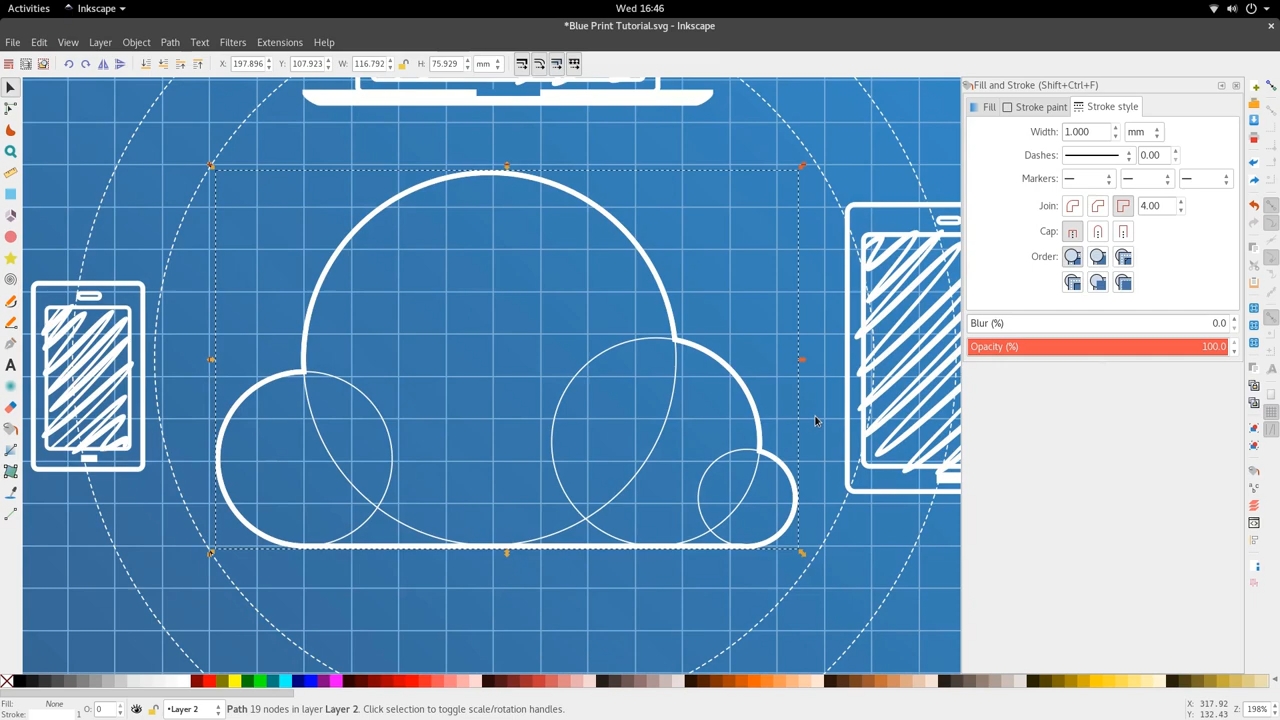 Activities Inkscape Wed 16:46
*Blue Print Tutorial.svg - Inkscape
File Edit View Layer Object Path Text Filters Extensions Help
X: 197.896 Y: 107.923 W: 116.792 H: 75.929 mm
Fill and Stroke (Shift+Ctrl+F)
Fill Stroke paint Stroke style
Width: 1.000 mm
Dashes: 0.00
Markers:
Join: 4.00
Cap:
Order:
Blur (%) 0.0
Opacity (%) 100.0
Fill: None
Stroke: 1
O: 0
•Layer 2
Path 19 nodes in layer Layer 2. Click selection to toggle scale/rotation handles.
X: 317.92
Y: 132.43
Z: 198%